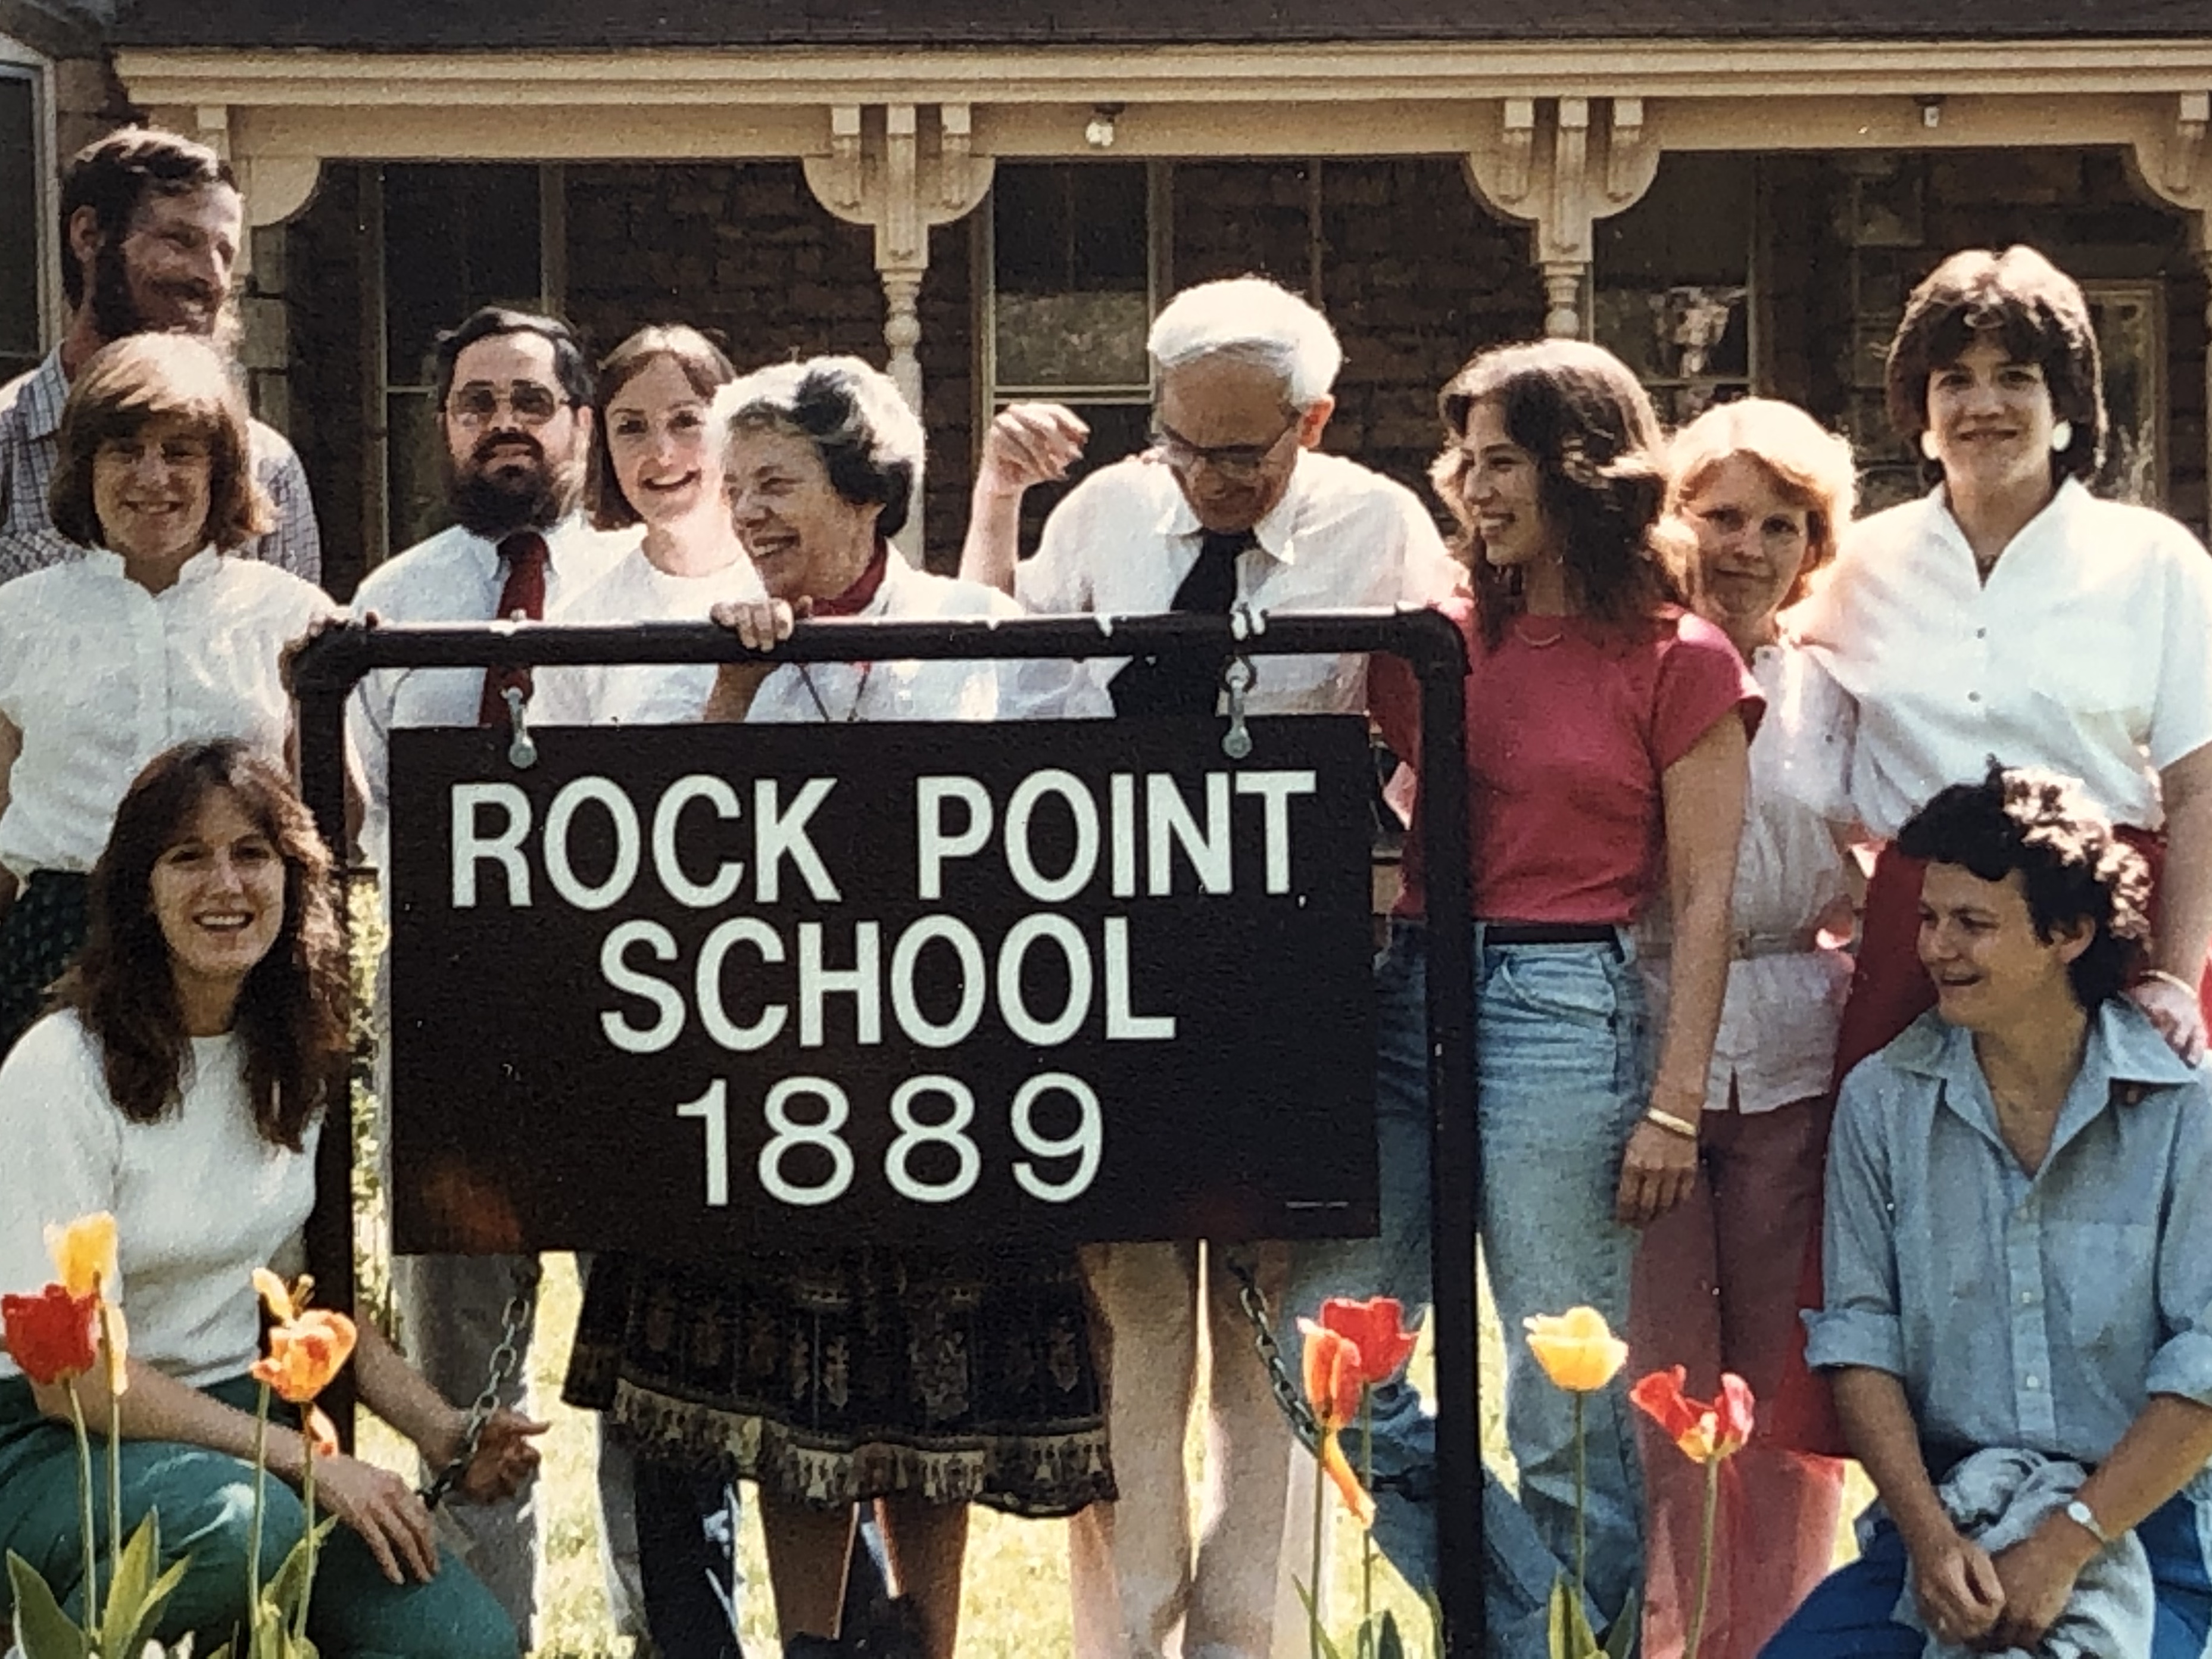 ROCK POINT
SCHOOL
1889